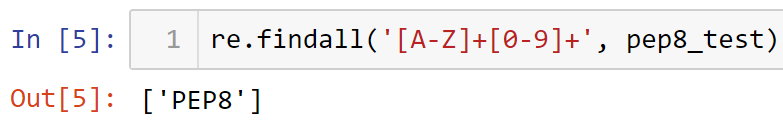 In [5]: 1 re.findall('[A-Z]+[0-9]+', pep8_test)
Out[5]: ['PEP8']